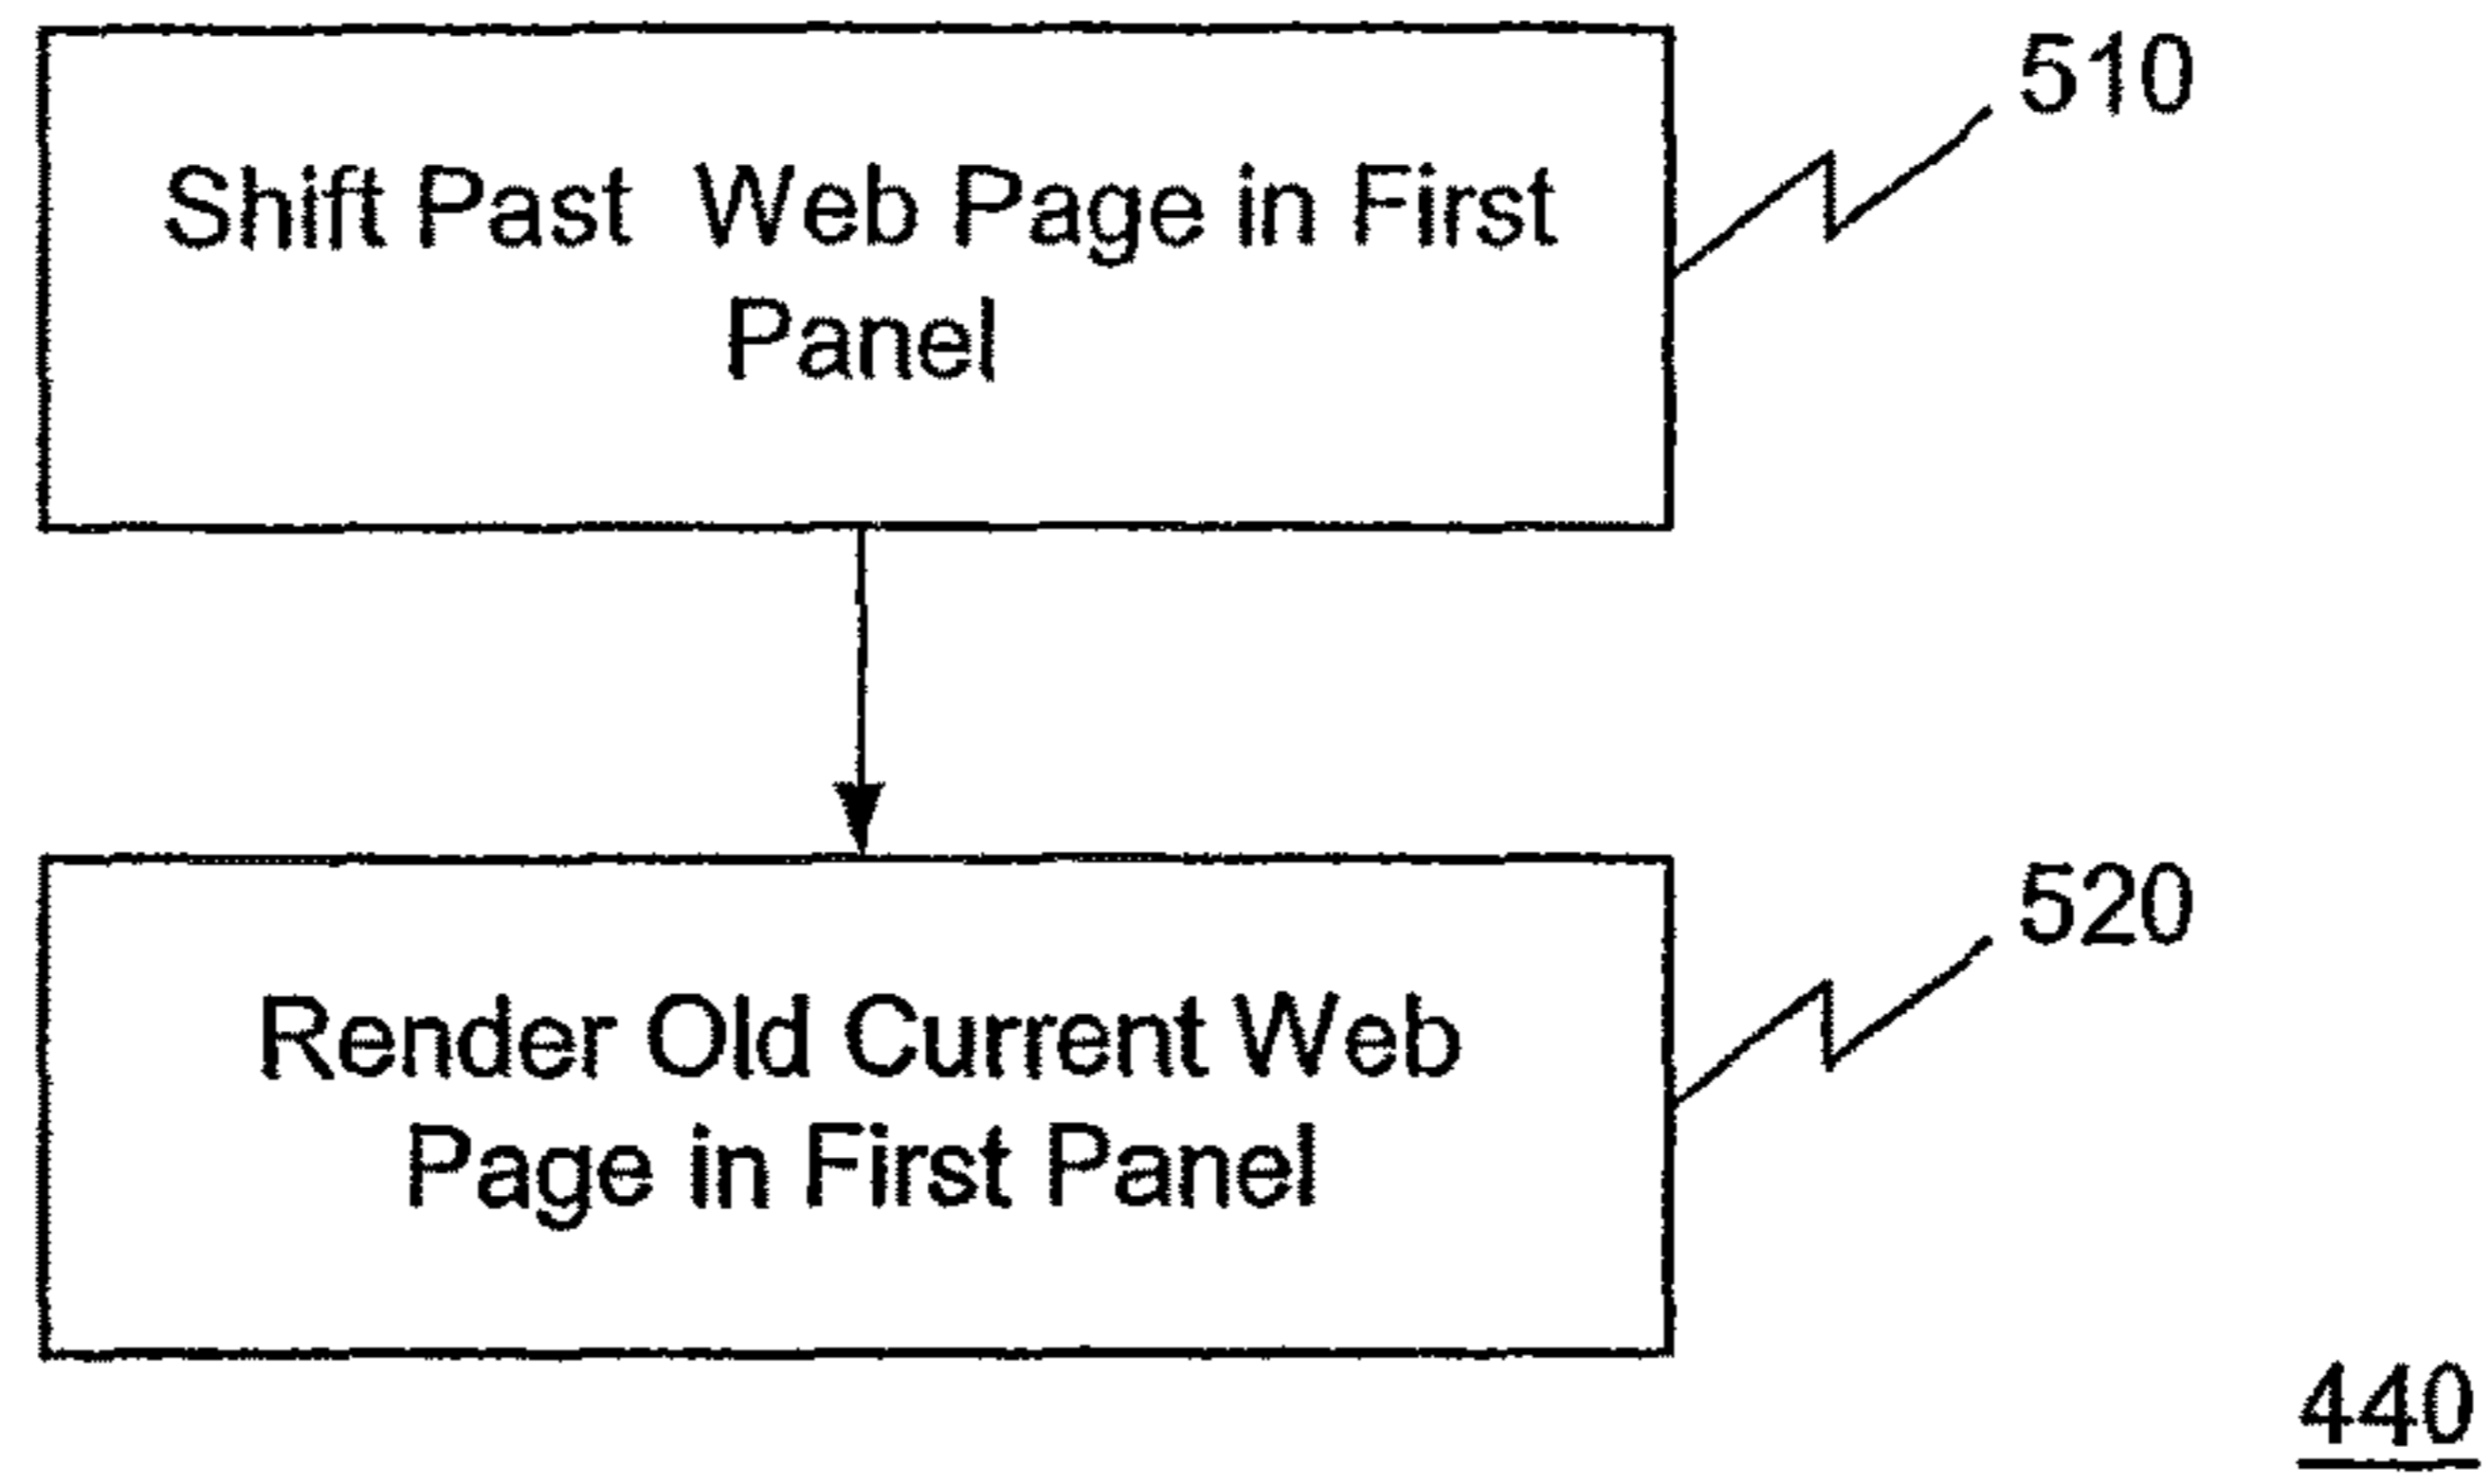 510
Shift Past Web Page in First
Panel
520
Render Old Current Web
Page in First Panel
440